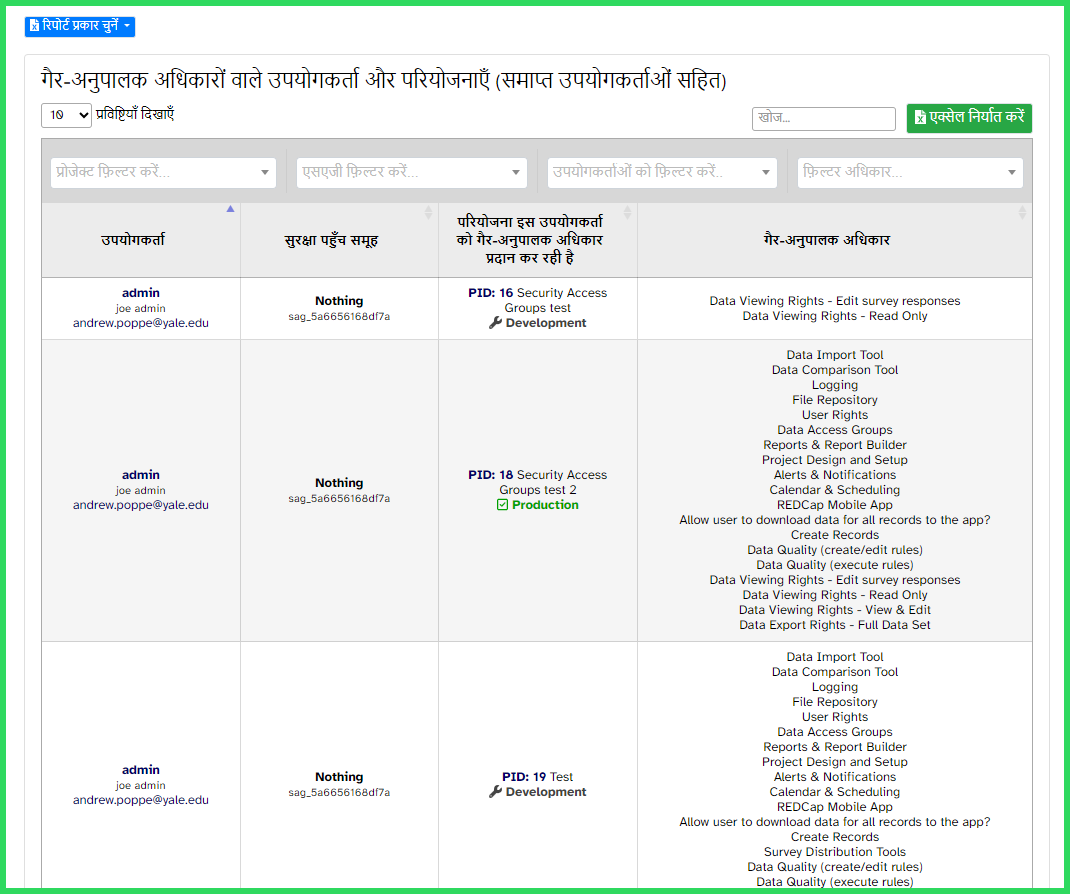 रिपोर्ट प्रकार चुनें
गैर-अनुपालक अधिकारों वाले उपयोगकर्ता और परियोजनाएँ (समाप्त उपयोगकर्ताओं सहित)
10 प्रविष्टियाँ दिखाएँ
खोज...
एक्सेल निर्यात करें
प्रोजेक्ट फ़िल्टर करें...
एसएजी फ़िल्टर करें...
उपयोगकर्ताओं को फ़िल्टर करें..
फ़िल्टर अधिकार...
उपयोगकर्ता
सुरक्षा पहुँच समूह
परियोजना इस उपयोगकर्ता
को गैर-अनुपालक अधिकार
प्रदान कर रही है
गैर-अनुपालक अधिकार
admin
joe admin
andrew.poppe@yale.edu
Nothing
sag_5a6656168df7a
PID: 16 Security Access
Groups test
Development
Data Viewing Rights - Edit survey responses
Data Viewing Rights - Read Only
admin
joe admin
andrew.poppe@yale.edu
Nothing
sag_5a6656168df7a
PID: 18 Security Access
Groups test 2
Production
Data Import Tool
Data Comparison Tool
Logging
File Repository
User Rights
Data Access Groups
Reports & Report Builder
Project Design and Setup
Alerts & Notifications
Calendar & Scheduling
REDCap Mobile App
Allow user to download data for all records to the app?
Create Records
Data Quality (create/edit rules)
Data Quality (execute rules)
Data Viewing Rights - Edit survey responses
Data Viewing Rights - Read Only
Data Viewing Rights - View & Edit
Data Export Rights - Full Data Set
admin
joe admin
andrew.poppe@yale.edu
Nothing
sag_5a6656168df7a
PID: 19 Test
Development
Data Import Tool
Data Comparison Tool
Logging
File Repository
User Rights
Data Access Groups
Reports & Report Builder
Project Design and Setup
Alerts & Notifications
Calendar & Scheduling
REDCap Mobile App
Allow user to download data for all records to the app?
Create Records
Survey Distribution Tools
Data Quality (create/edit rules)
Data Quality (execute rules)